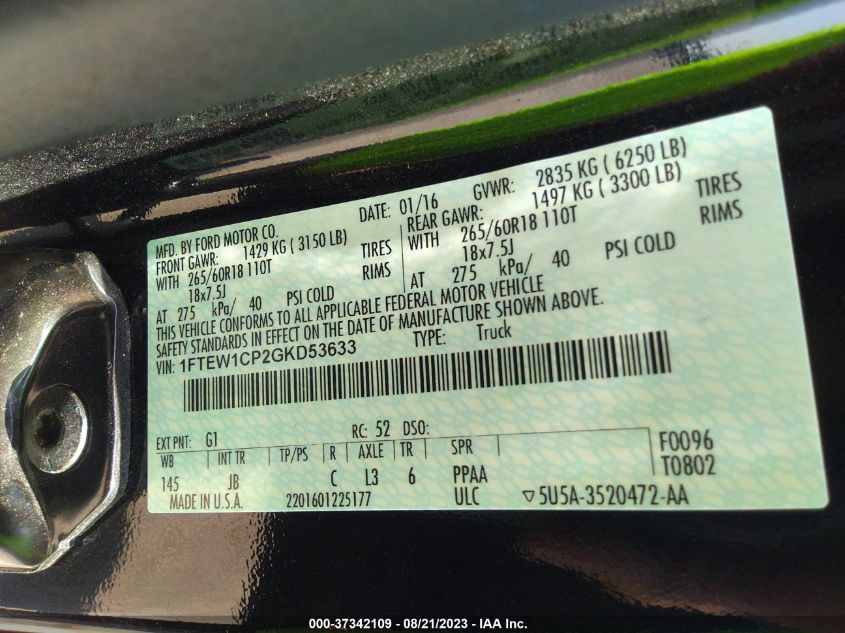 MFD. BY FORD MOTOR CO. DATE: 01/16 GVWR: 2835 KG ( 6250 LB)
FRONT GAWR: 1429 KG ( 3150 LB) REAR GAWR: 1497 KG ( 3300 LB)
WITH 265/60R18 110T TIRES WITH 265/60R18 110T TIRES
18x7.5J RIMS 18x7.5J RIMS
AT 275 kPa/ 40 PSI COLD AT 275 kPa/ 40 PSI COLD
THIS VEHICLE CONFORMS TO ALL APPLICABLE FEDERAL MOTOR VEHICLE
SAFETY STANDARDS IN EFFECT ON THE DATE OF MANUFACTURE SHOWN ABOVE.
VIN: 1FTEW1CP2GKD53633 TYPE: Truck
EXT PNT: G1 RC: 52 DSO:
WB INT TR TP/PS R AXLE TR SPR F0096
145 JB C L3 6 PPAA T0802
MADE IN U.S.A. 2201601225177 ULC ▽5U5A-3520472-AA
000-37342109 - 08/21/2023 - IAA Inc.